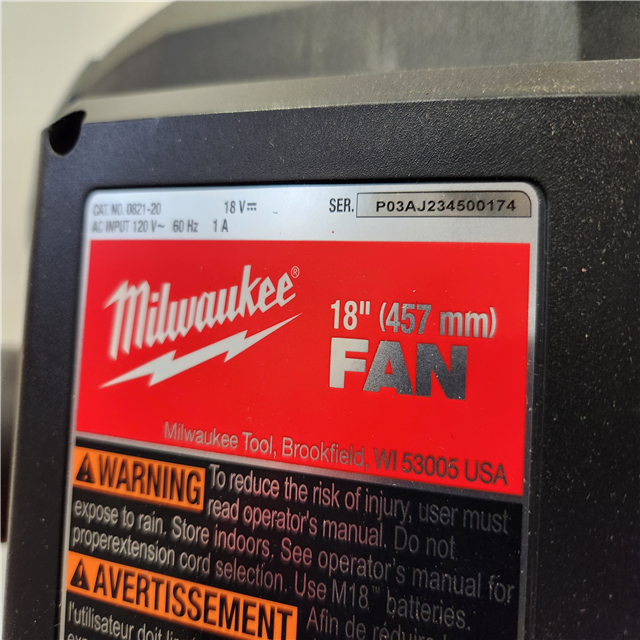 CAT. NO. 0821-20 18 V⎓ SER. P03AJ234500174
AC INPUT 120 V~ 60 Hz 1 A
Milwaukee®
18" (457 mm)
FAN
Milwaukee Tool, Brookfield, WI 53005 USA
WARNING To reduce the risk of injury, user must
read operator's manual. Do not
expose to rain. Store indoors. See operator's manual for
properextension cord selection. Use M18™ batteries.
AVERTISSEMENT Afin de réduire
l'utilisateur doit